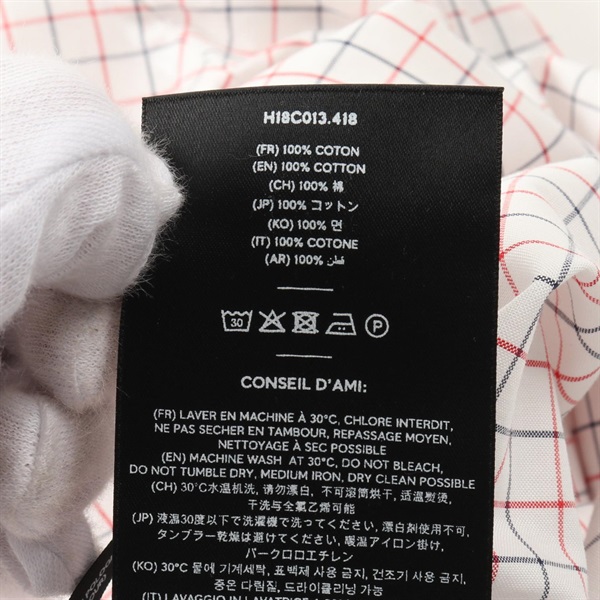 H18C013.418
(FR) 100% COTON
(EN) 100% COTTON
(CH) 100% 棉
(JP) 100% コットン
(KO) 100% 면
(IT) 100% COTONE
(AR) 100% قطن
30 P
CONSEIL D'AMI:
(FR) LAVER EN MACHINE À 30°C, CHLORE INTERDIT,
NE PAS SECHER EN TAMBOUR, REPASSAGE MOYEN,
NETTOYAGE À SEC POSSIBLE
(EN) MACHINE WASH AT 30°C, DO NOT BLEACH,
DO NOT TUMBLE DRY, MEDIUM IRON, DRY CLEAN POSSIBLE
(CH) 30°C水温机洗, 请勿漂白, 不可滚筒烘干, 适温熨烫,
干洗与全氯乙烯可能
(JP) 液温30度以下で洗濯機で洗ってください, 漂白剤使用不可,
タンブラー乾燥は避けてください, 暖温アイロン掛け,
パークロロエチレン
(KO) 30°C 물에 기계세탁, 표백제 사용 금지, 건조기 사용 금지,
중온 다림질, 드라이클리닝 가능
(IT) LAVAGGIO IN LAVATRICE A 30°C,